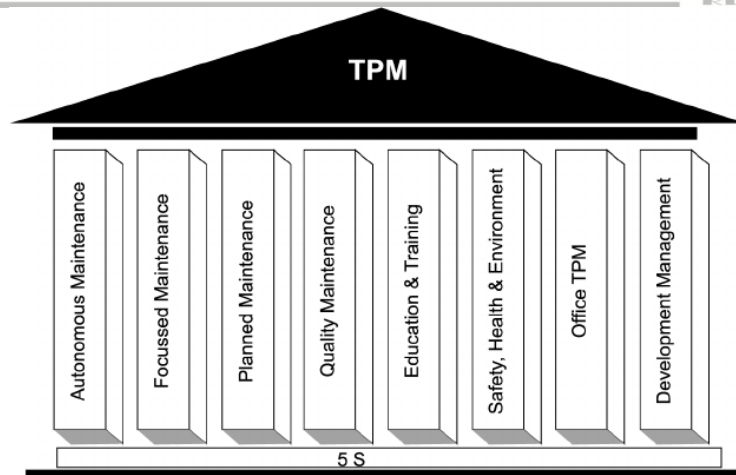 TPM
Autonomous Maintenance
Focussed Maintenance
Planned Maintenance
Quality Maintenance
Education & Training
Safety, Health & Environment
Office TPM
Development Management
5 S